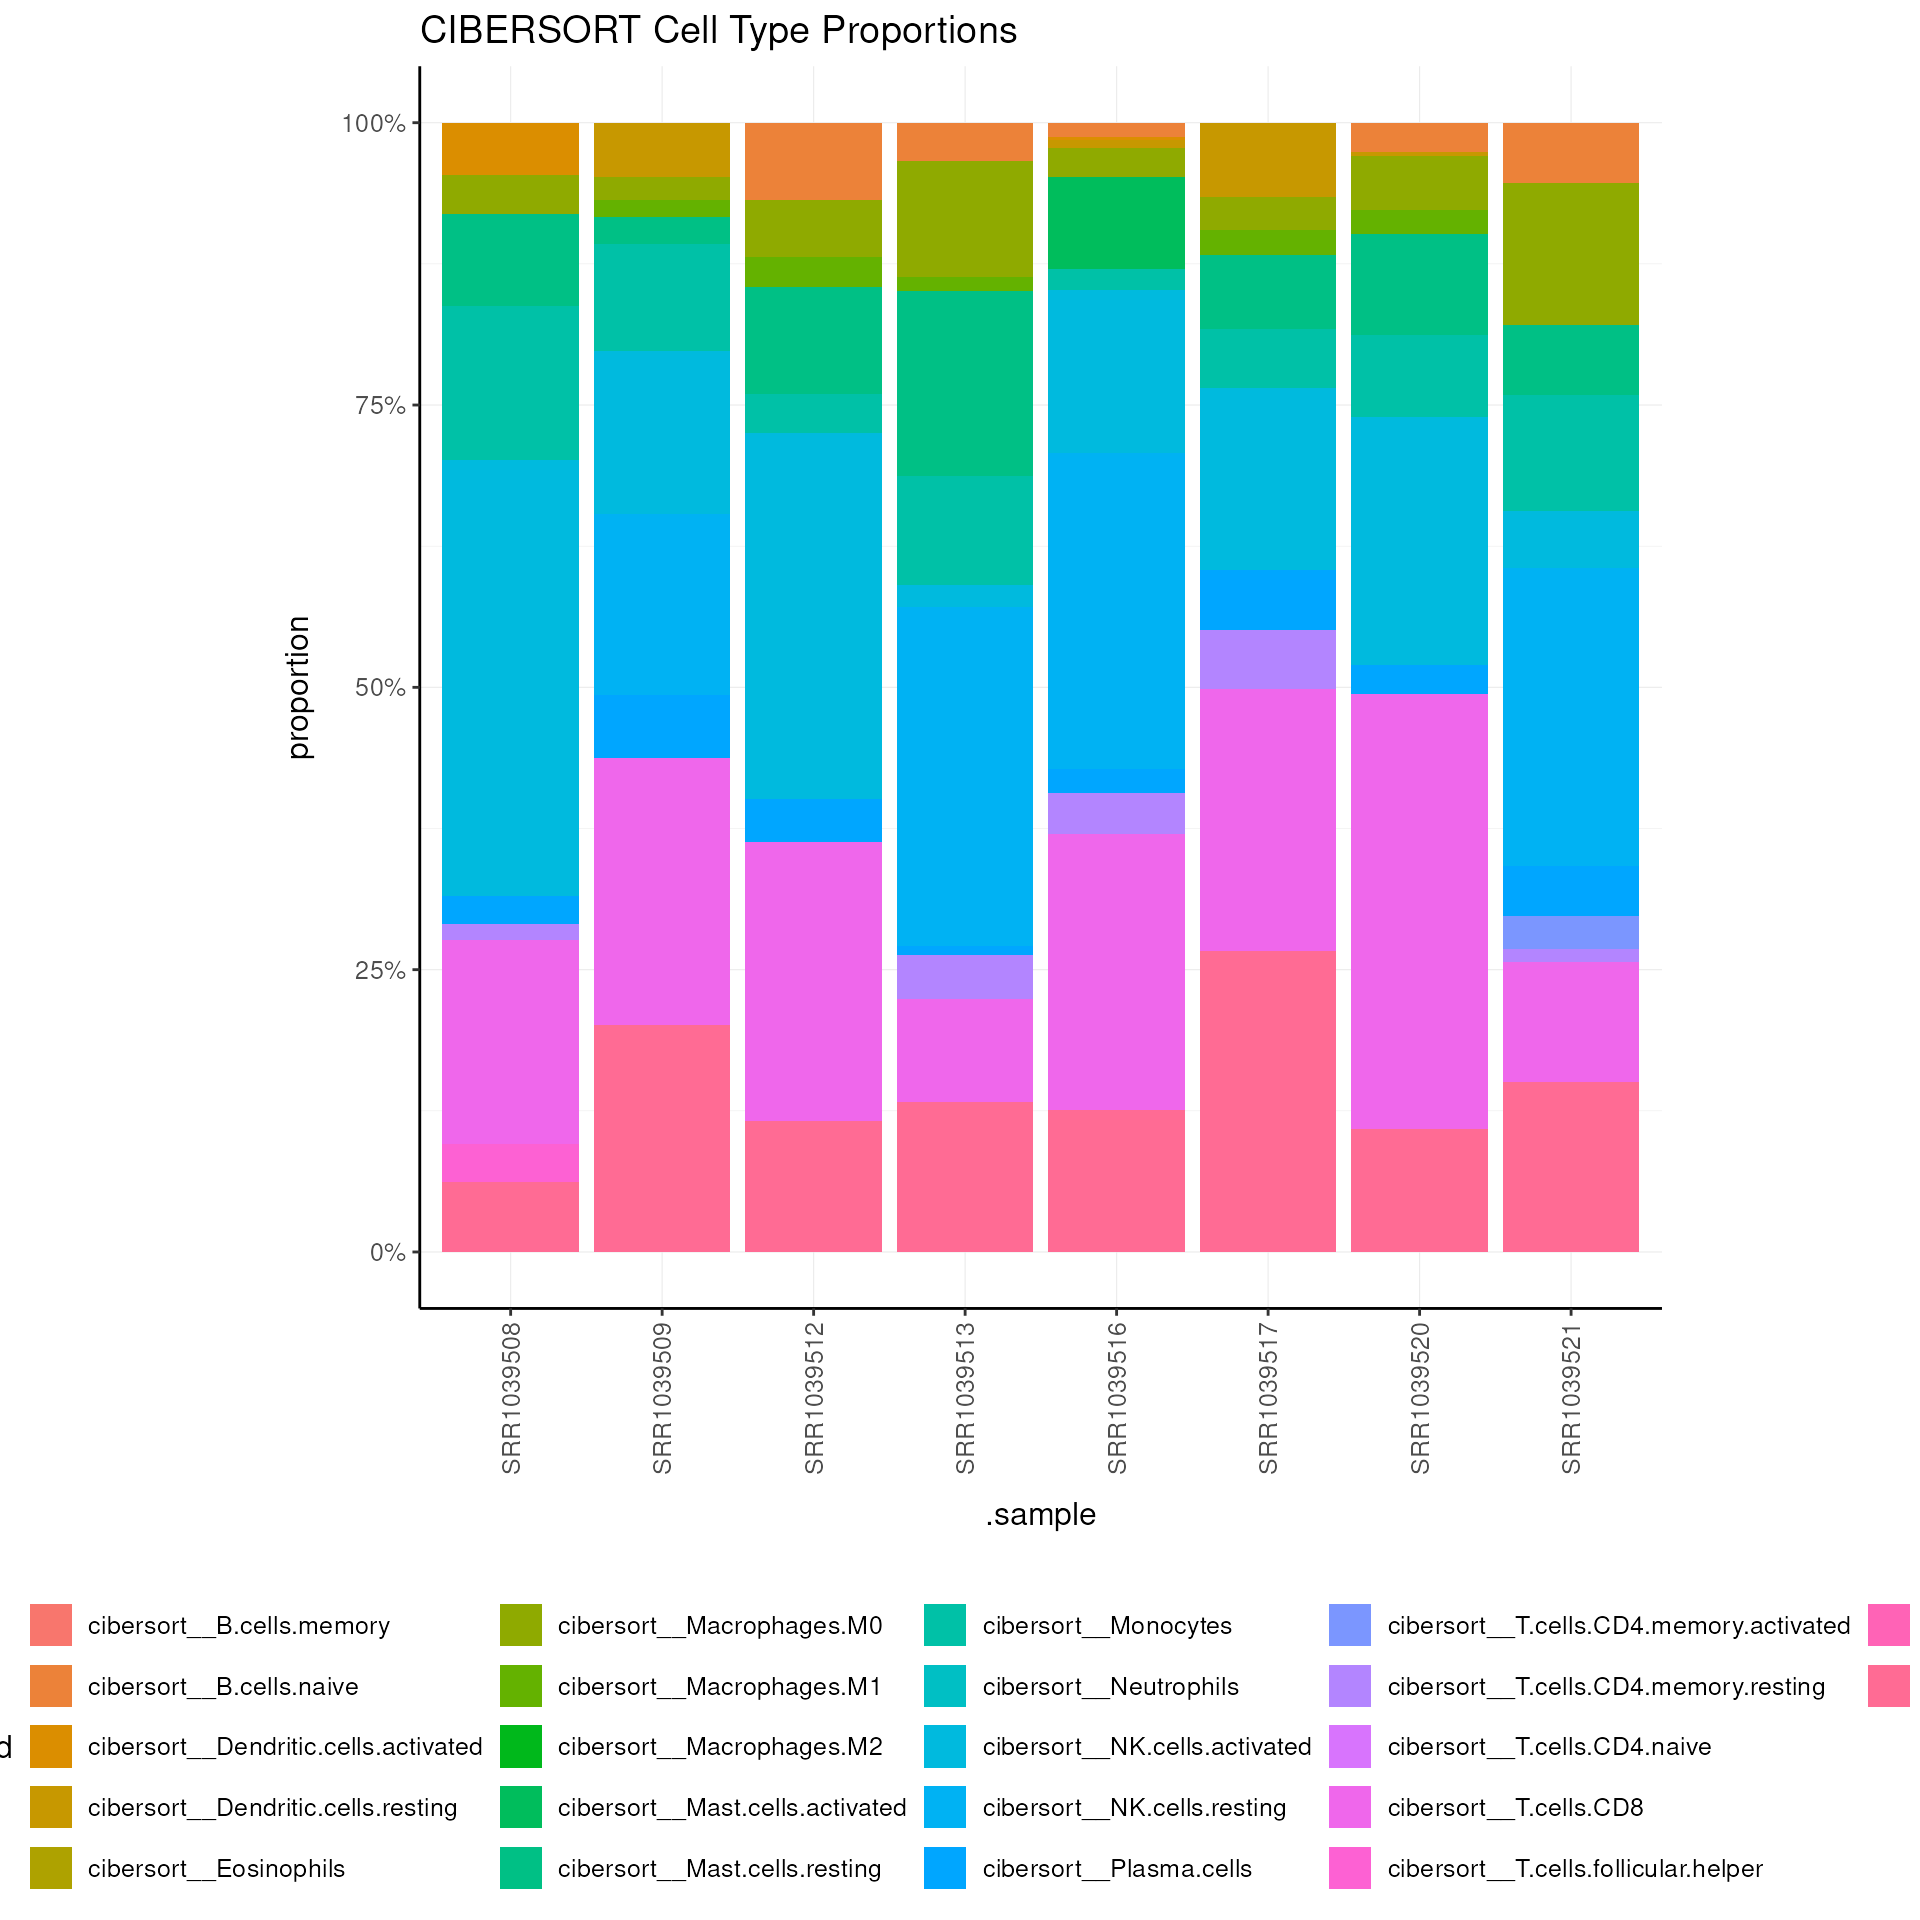 CIBERSORT Cell Type Proportions
100%
75%
50%
25%
0%
proportion
SRR1039508
SRR1039509
SRR1039512
SRR1039513
SRR1039516
SRR1039517
SRR1039520
SRR1039521
.sample
cibersort__B.cells.memory
cibersort__B.cells.naive
d
cibersort__Dendritic.cells.activated
cibersort__Dendritic.cells.resting
cibersort__Eosinophils
cibersort__Macrophages.M0
cibersort__Macrophages.M1
cibersort__Macrophages.M2
cibersort__Mast.cells.activated
cibersort__Mast.cells.resting
cibersort__Monocytes
cibersort__Neutrophils
cibersort__NK.cells.activated
cibersort__NK.cells.resting
cibersort__Plasma.cells
cibersort__T.cells.CD4.memory.activated
cibersort__T.cells.CD4.memory.resting
cibersort__T.cells.CD4.naive
cibersort__T.cells.CD8
cibersort__T.cells.follicular.helper